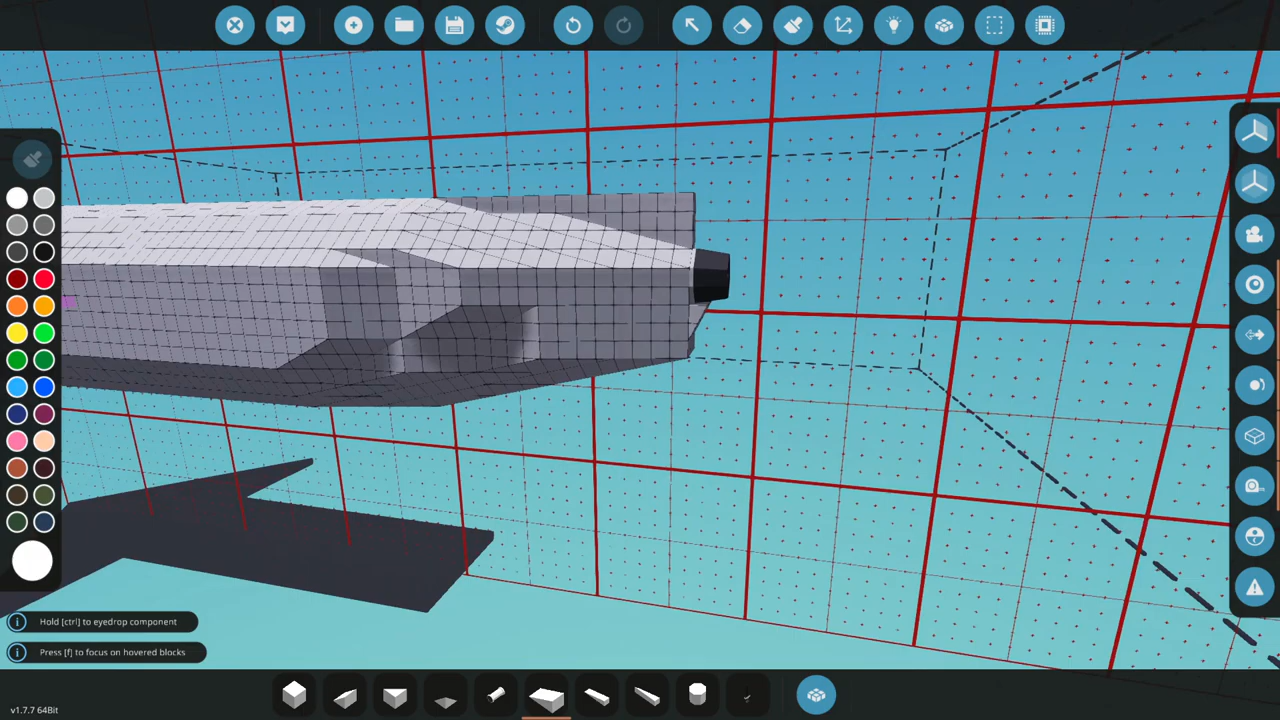 Hold [ctrl] to eyedrop component
Press [f] to focus on hovered blocks
v1.7.7 64Bit